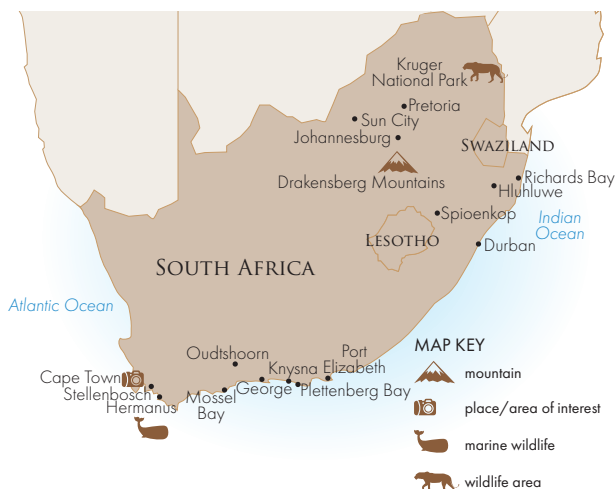 Kruger
National Park
Pretoria
Sun City
Johannesburg
SWAZILAND
Drakensberg Mountains
Richards Bay
Hluhluwe
Spioenkop
Indian
Ocean
LESOTHO
Durban
SOUTH AFRICA
Atlantic Ocean
Oudtshoorn
Port
Elizabeth
Knysna
Cape Town
Stellenbosch
Hermanus
Mossel
Bay
George
Plettenberg Bay
MAP KEY
mountain
place/area of interest
marine wildlife
wildlife area